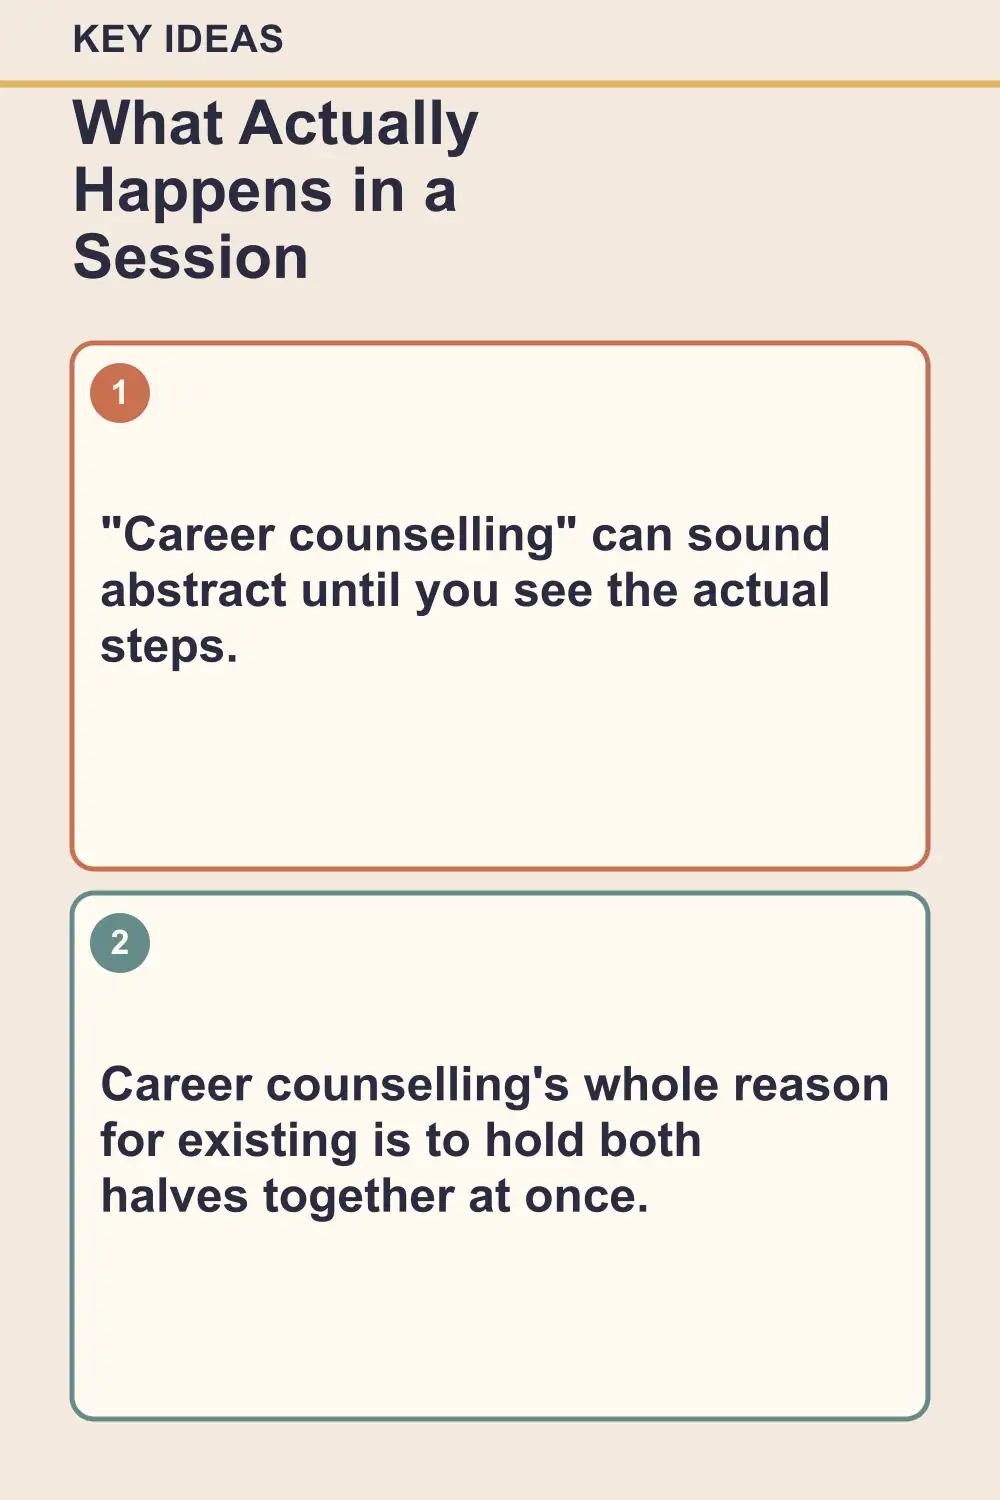 KEY IDEAS
What Actually
Happens in a
Session
1
"Career counselling" can sound
abstract until you see the actual
steps.
2
Career counselling's whole reason
for existing is to hold both
halves together at once.